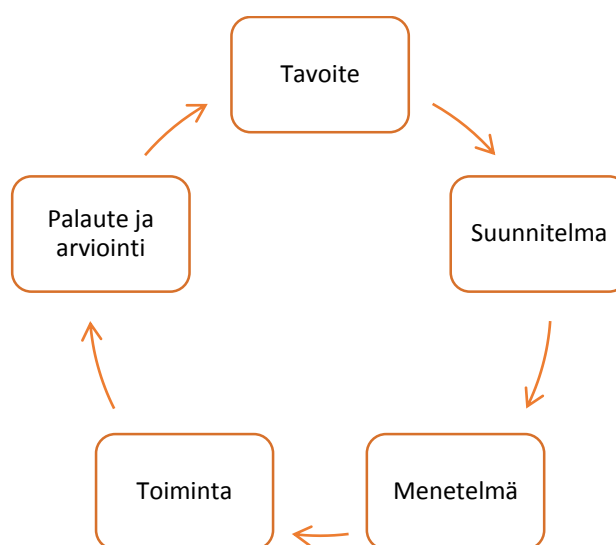 Tavoite
Suunnitelma
Menetelmä
Toiminta
Palaute ja
arviointi